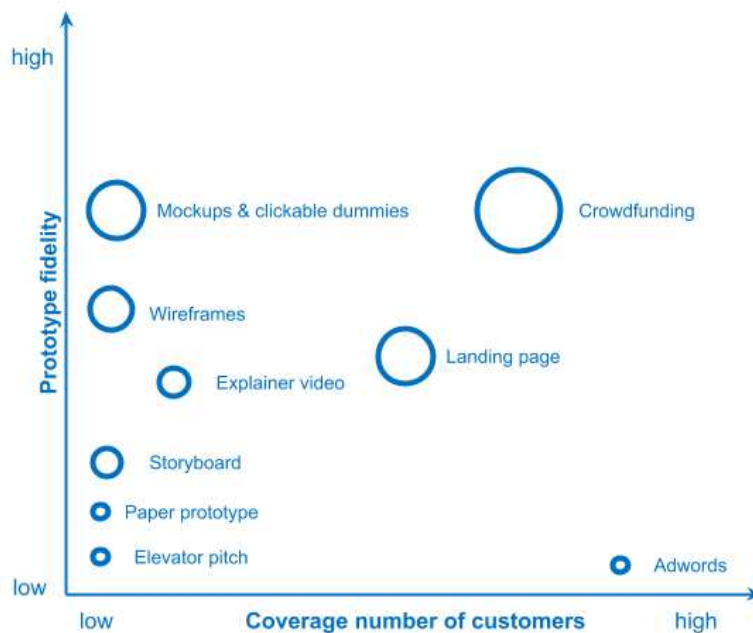 high
Mockups & clickable dummies
Crowdfunding
Prototype fidelity
Wireframes
Landing page
Explainer video
Storyboard
Paper prototype
Elevator pitch
Adwords
low
low
Coverage number of customers
high